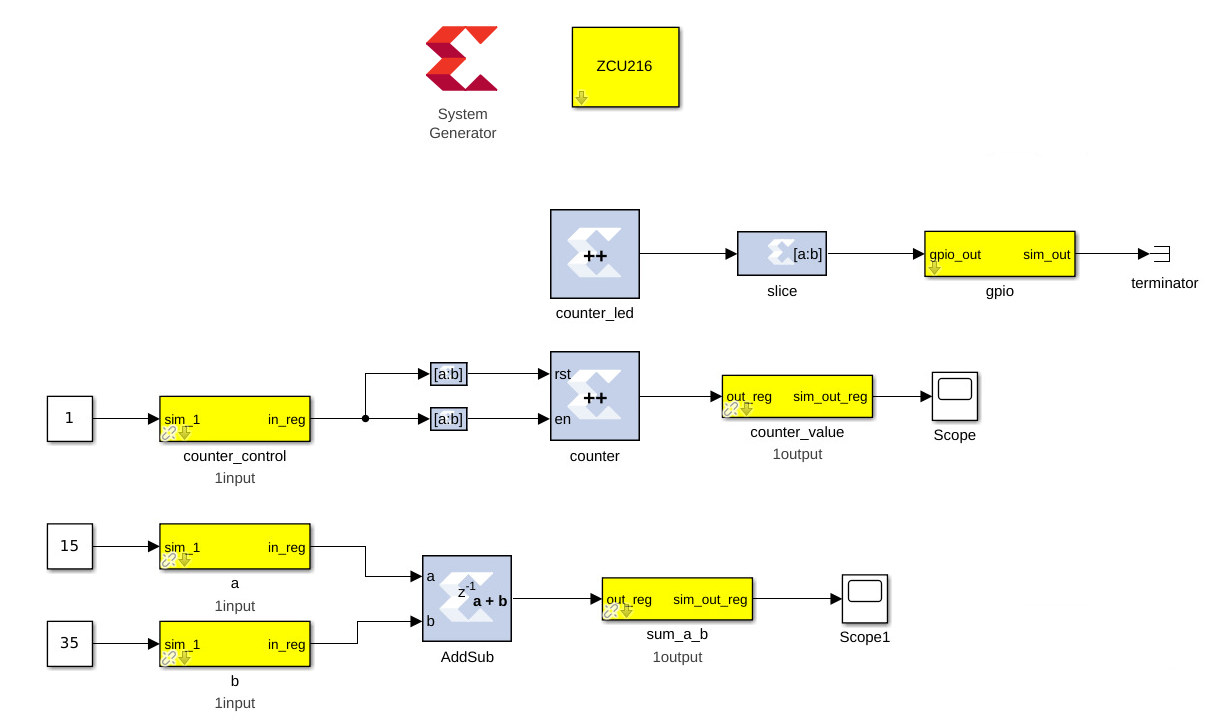 ZCU216
System
Generator
++
[a:b]
gpio_out sim_out
counter_led
slice
gpio
terminator
[a:b]
rst
++
1
sim_1 in_reg
[a:b]
en
out_reg sim_out_reg
counter_control
1input
counter
counter_value
1output
Scope
15
sim_1 in_reg
a
1input
a
z-1
a + b
b
out_reg sim_out_reg
35
sim_1 in_reg
b
1input
AddSub
sum_a_b
1output
Scope1